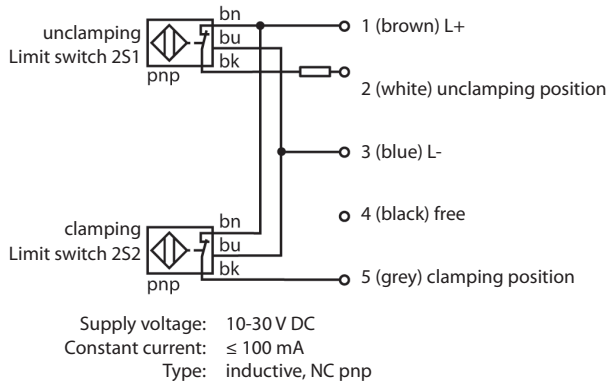 bn
1 (brown) L+
unclamping
bu
Limit switch 2S1
bk
pnp
2 (white) unclamping position
3 (blue) L-
4 (black) free
bn
clamping
bu
Limit switch 2S2
bk
5 (grey) clamping position
pnp
Supply voltage: 10-30 V DC
Constant current: ≤ 100 mA
Type: inductive, NC pnp